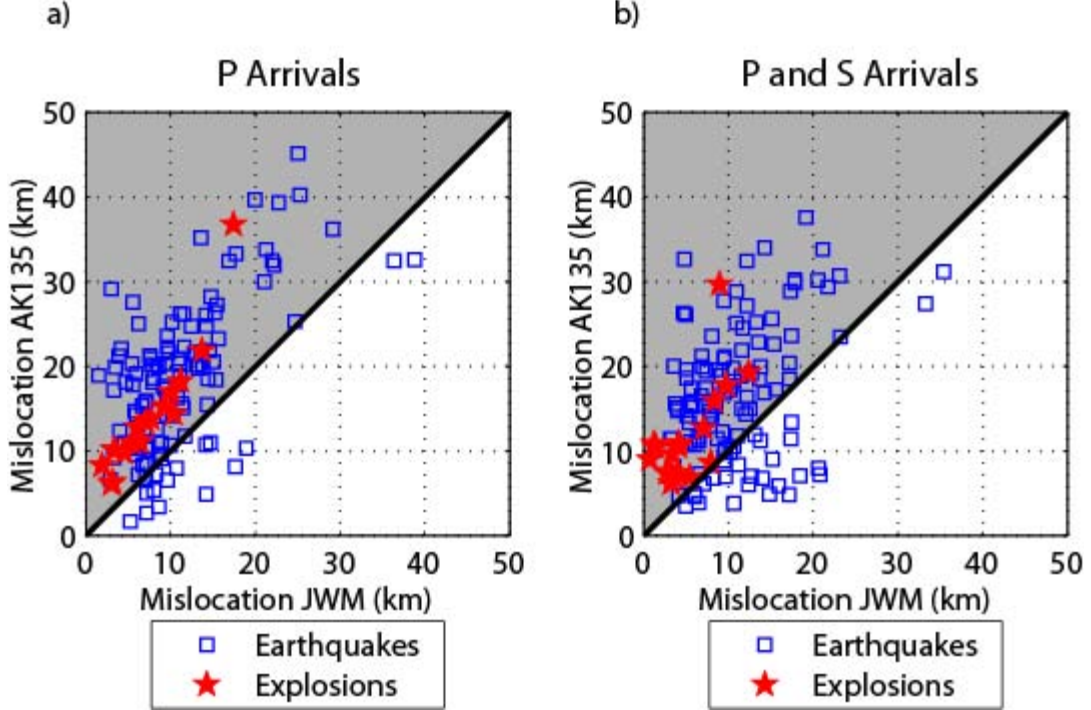 a)
P Arrivals
50
40
30
20
10
0
0 10 20 30 40 50
Mislocation AK135 (km)
Mislocation JWM (km)
Earthquakes
Explosions
b)
P and S Arrivals
50
40
30
20
10
0
0 10 20 30 40 50
Mislocation AK135 (km)
Mislocation JWM (km)
Earthquakes
Explosions